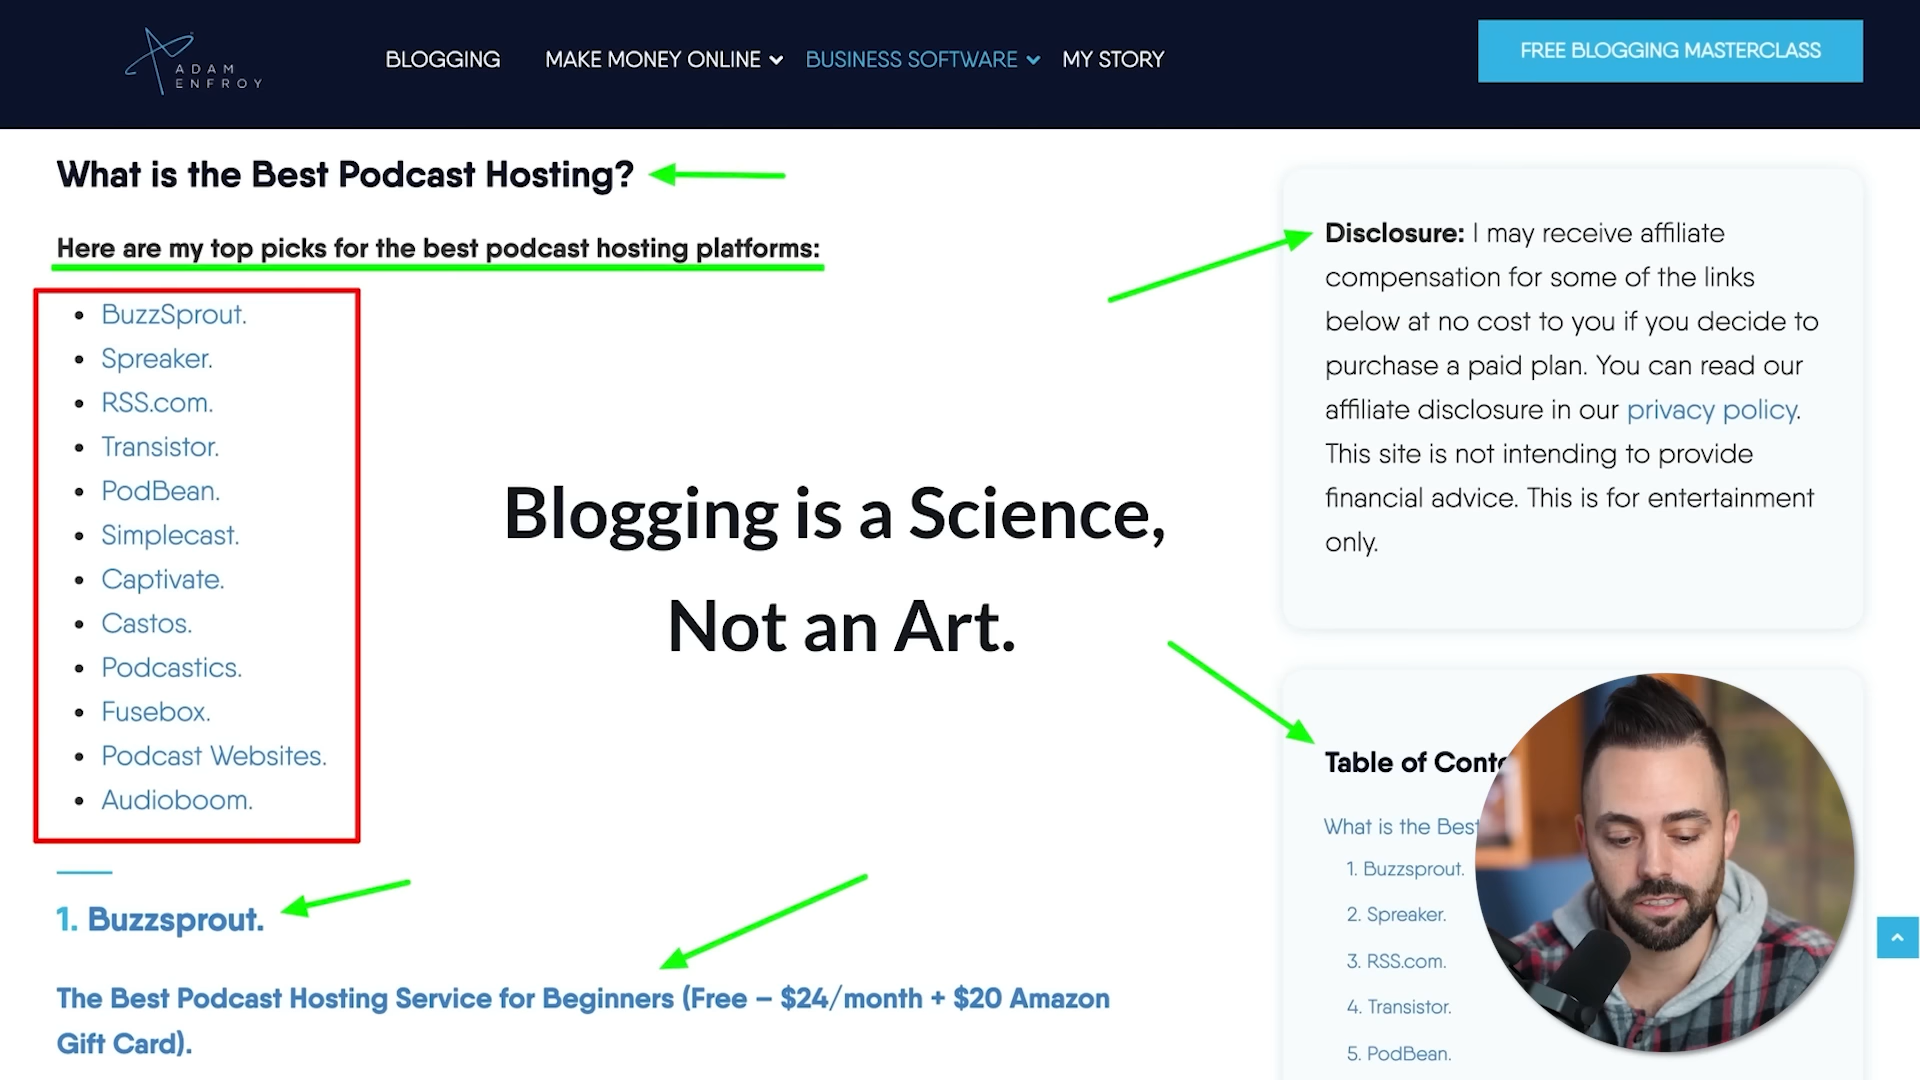 ADAM
ENFROY
BLOGGING
MAKE MONEY ONLINE
BUSINESS SOFTWARE
MY STORY
FREE BLOGGING MASTERCLASS
What is the Best Podcast Hosting?
Here are my top picks for the best podcast hosting platforms:
BuzzSprout.
Spreaker.
RSS.com.
Transistor.
PodBean.
Simplecast.
Captivate.
Castos.
Podcastics.
Fusebox.
Podcast Websites.
Audioboom.
1. Buzzsprout.
The Best Podcast Hosting Service for Beginners (Free – $24/month + $20 Amazon
Gift Card).
Blogging is a Science,
Not an Art.
Disclosure: I may receive affiliate
compensation for some of the links
below at no cost to you if you decide to
purchase a paid plan. You can read our
affiliate disclosure in our privacy policy.
This site is not intending to provide
financial advice. This is for entertainment
only.
Table of Conte
What is the Best
1. Buzzsprout.
2. Spreaker.
3. RSS.com.
4. Transistor.
5. PodBean.